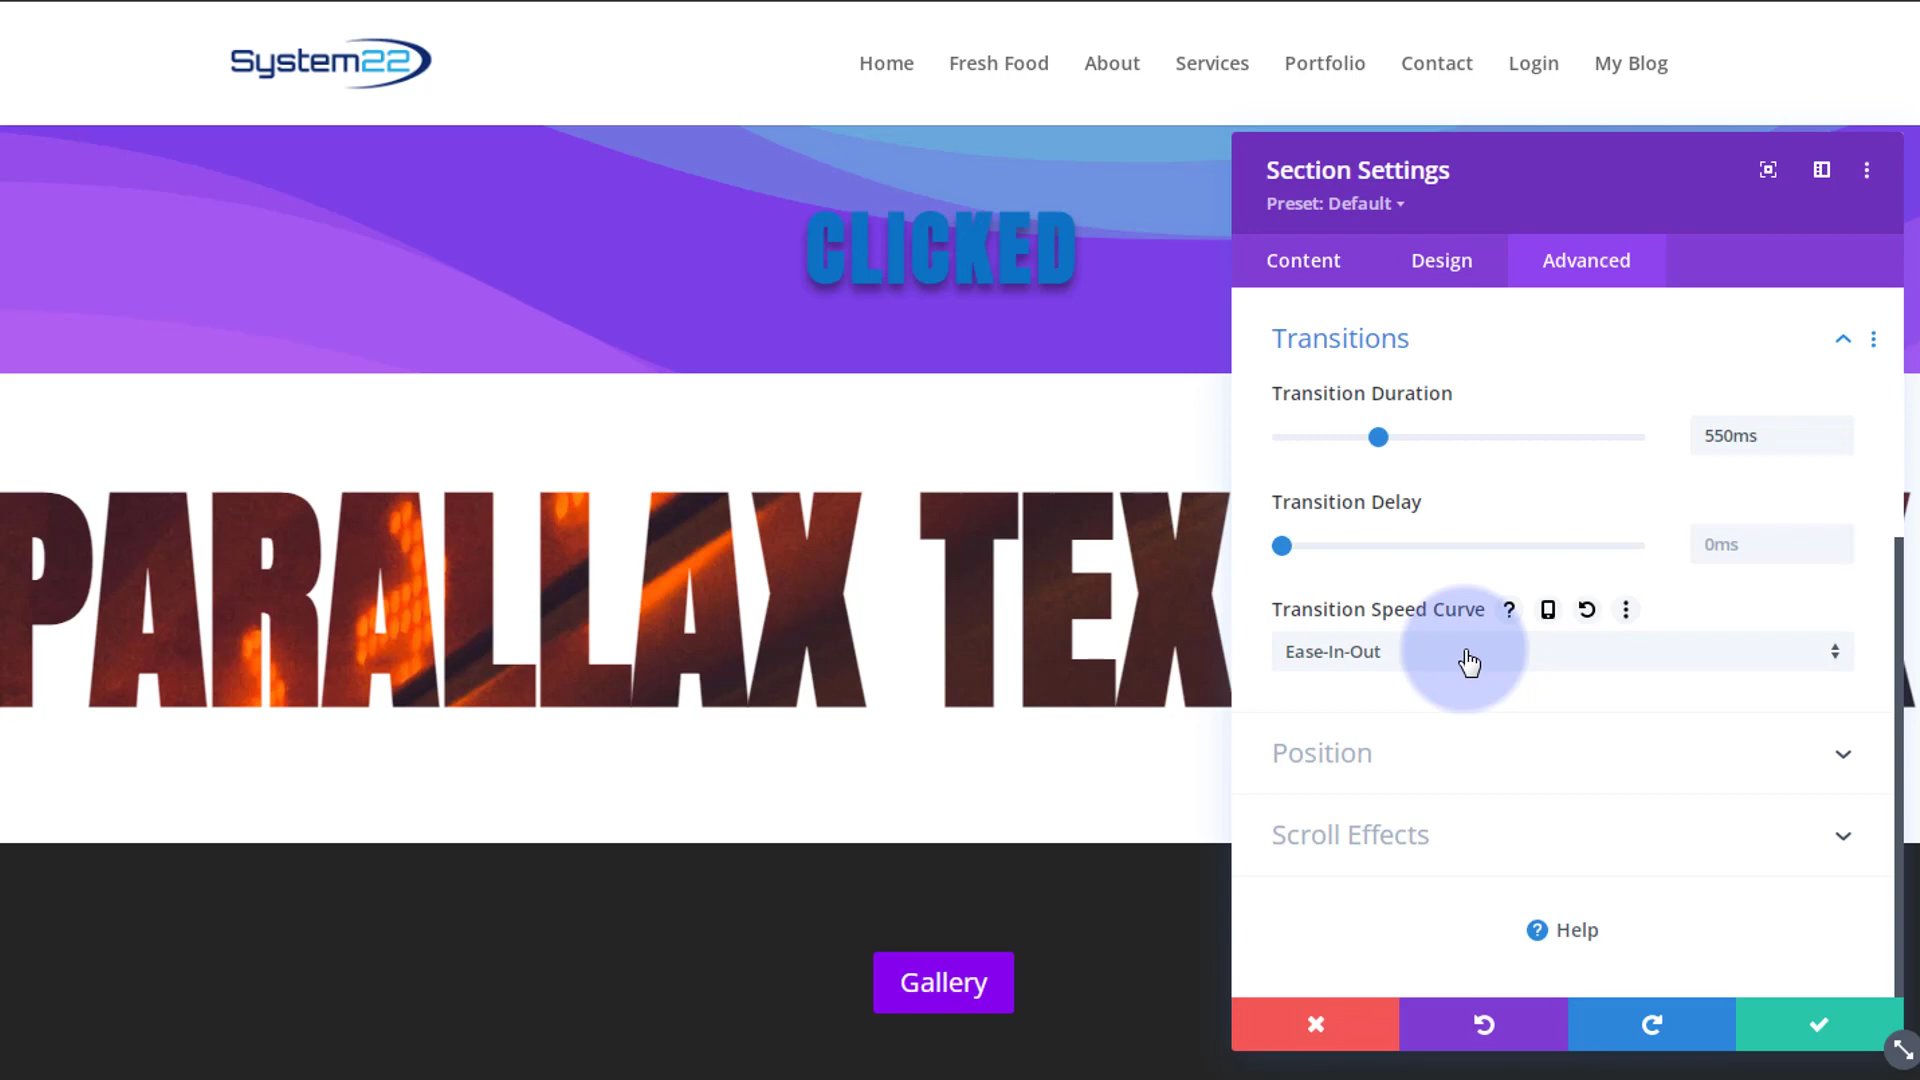 System22
Home Fresh Food About Services Portfolio Contact Login My Blog
CLICKED
PARALLAX TEX
Gallery
Section Settings
Preset: Default
Content Design Advanced
Transitions
Transition Duration
550ms
Transition Delay
0ms
Transition Speed Curve ?
Ease-In-Out
Position
Scroll Effects
? Help